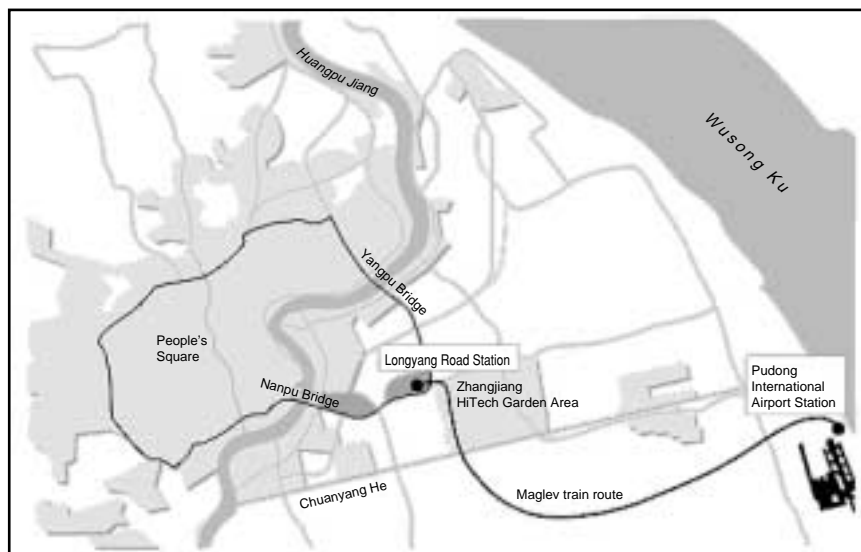 Huangpu Jiang
Wusong Ku
Yangpu Bridge
People's
Square
Longyang Road Station
Nanpu Bridge
Zhangjiang
HiTech Garden Area
Pudong
International
Airport Station
Chuanyang He
Maglev train route